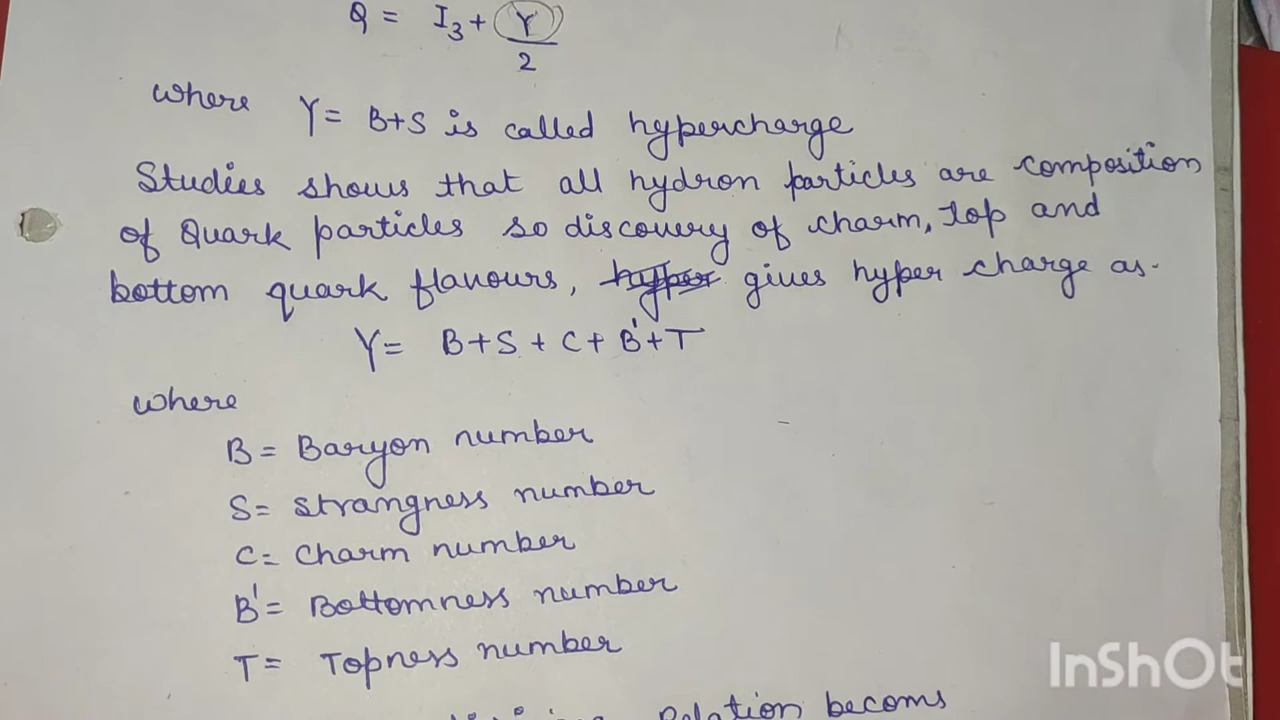 Q = I₃ + Y/2
where Y = B+S is called hypercharge
Studies shows that all hydron particles are composition
of Quark particles so discovery of charm, top and
bottom quark flavours, hyper gives hyper charge as.
Y = B+S + C + B' + T
where
B = Baryon number
S = Strangness number
C = Charm number
B' = Bottomness number
T = Topness number
Relation becoms
InShOt